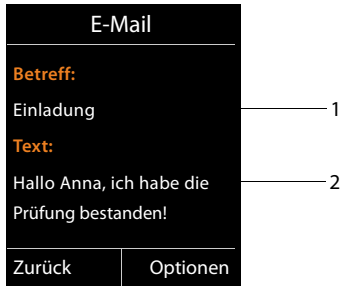 E-Mail
Betreff:
Einladung
1
Text:
Hallo Anna, ich habe die
2
Prüfung bestanden!
Zurück Optionen